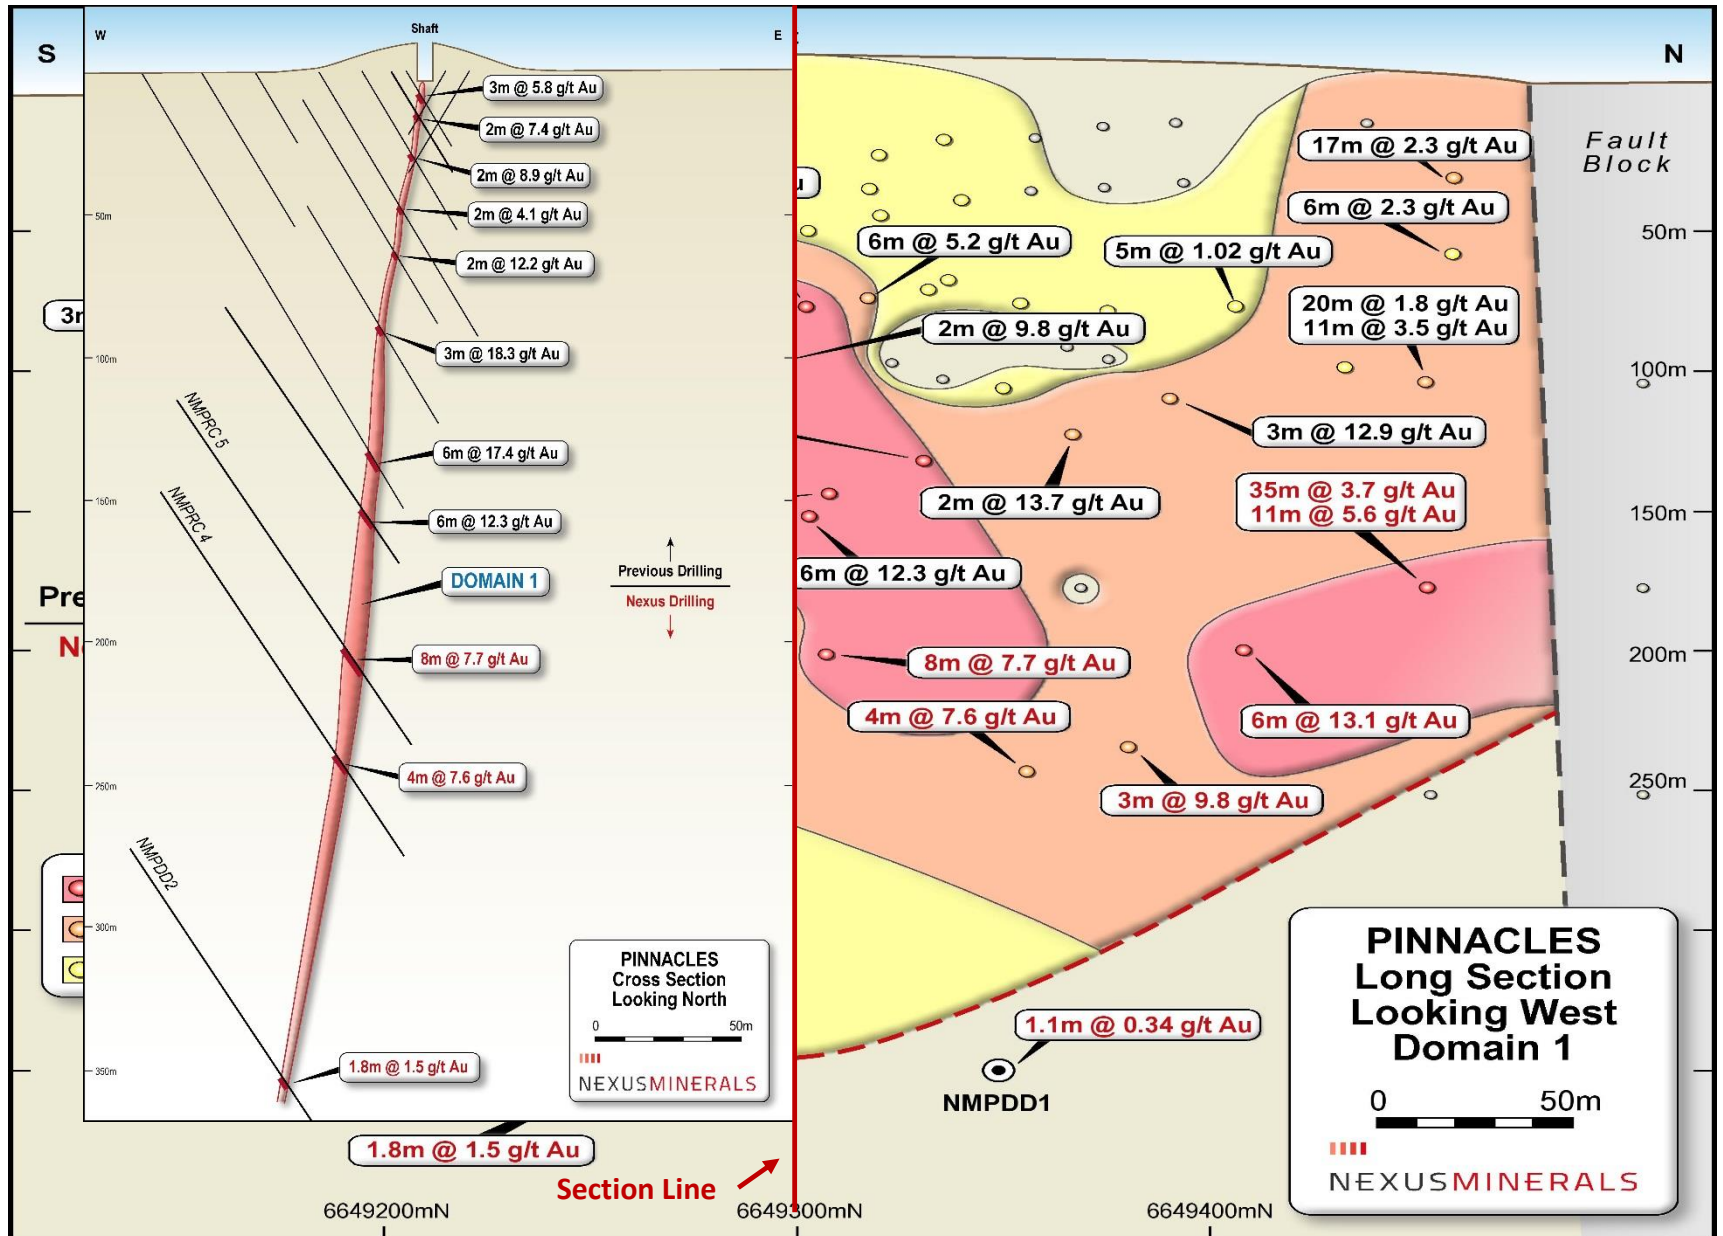 S
W
Shaft
E
N
3m @ 5.8 g/t Au
2m @ 7.4 g/t Au
2m @ 8.9 g/t Au
2m @ 4.1 g/t Au
2m @ 12.2 g/t Au
3m @ 18.3 g/t Au
6m @ 17.4 g/t Au
6m @ 12.3 g/t Au
DOMAIN 1
8m @ 7.7 g/t Au
4m @ 7.6 g/t Au
1.8m @ 1.5 g/t Au
NMPRC 5
NMPRC 4
NMPDD2
50m
100m
150m
200m
250m
300m
350m
Previous Drilling
Nexus Drilling
PINNACLES
Cross Section
Looking North
0 50m
NEXUSMINERALS
Fault
Block
17m @ 2.3 g/t Au
6m @ 2.3 g/t Au
6m @ 5.2 g/t Au
5m @ 1.02 g/t Au
20m @ 1.8 g/t Au
11m @ 3.5 g/t Au
2m @ 9.8 g/t Au
3m @ 12.9 g/t Au
2m @ 13.7 g/t Au
35m @ 3.7 g/t Au
11m @ 5.6 g/t Au
6m @ 12.3 g/t Au
8m @ 7.7 g/t Au
4m @ 7.6 g/t Au
6m @ 13.1 g/t Au
3m @ 9.8 g/t Au
1.1m @ 0.34 g/t Au
NMPDD1
50m
100m
150m
200m
250m
PINNACLES
Long Section
Looking West
Domain 1
0 50m
NEXUSMINERALS
1.8m @ 1.5 g/t Au
Section Line
6649200mN
6649300mN
6649400mN